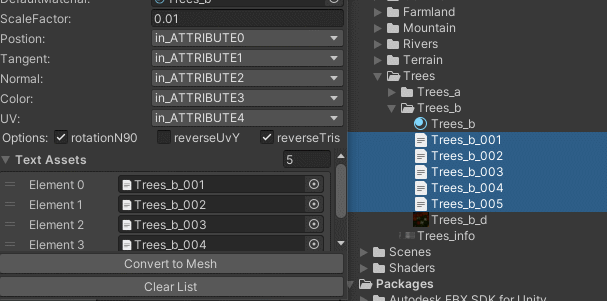 DefaultMaterial:
Trees_b
ScaleFactor:
0.01
Postion:
in_ATTRIBUTE0
Tangent:
in_ATTRIBUTE1
Normal:
in_ATTRIBUTE2
Color:
in_ATTRIBUTE3
UV:
in_ATTRIBUTE4
Options:
rotationN90
reverseUvY
reverseTris
Text Assets
5
Element 0
Trees_b_001
Element 1
Trees_b_002
Element 2
Trees_b_003
Element 3
Trees_b_004
Convert to Mesh
Clear List
Farmland
Mountain
Rivers
Terrain
Trees
Trees_a
Trees_b
Trees_b
Trees_b_001
Trees_b_002
Trees_b_003
Trees_b_004
Trees_b_005
Trees_b_d
Trees_info
Scenes
Shaders
Packages
Autodesk FBX SDK for Unity